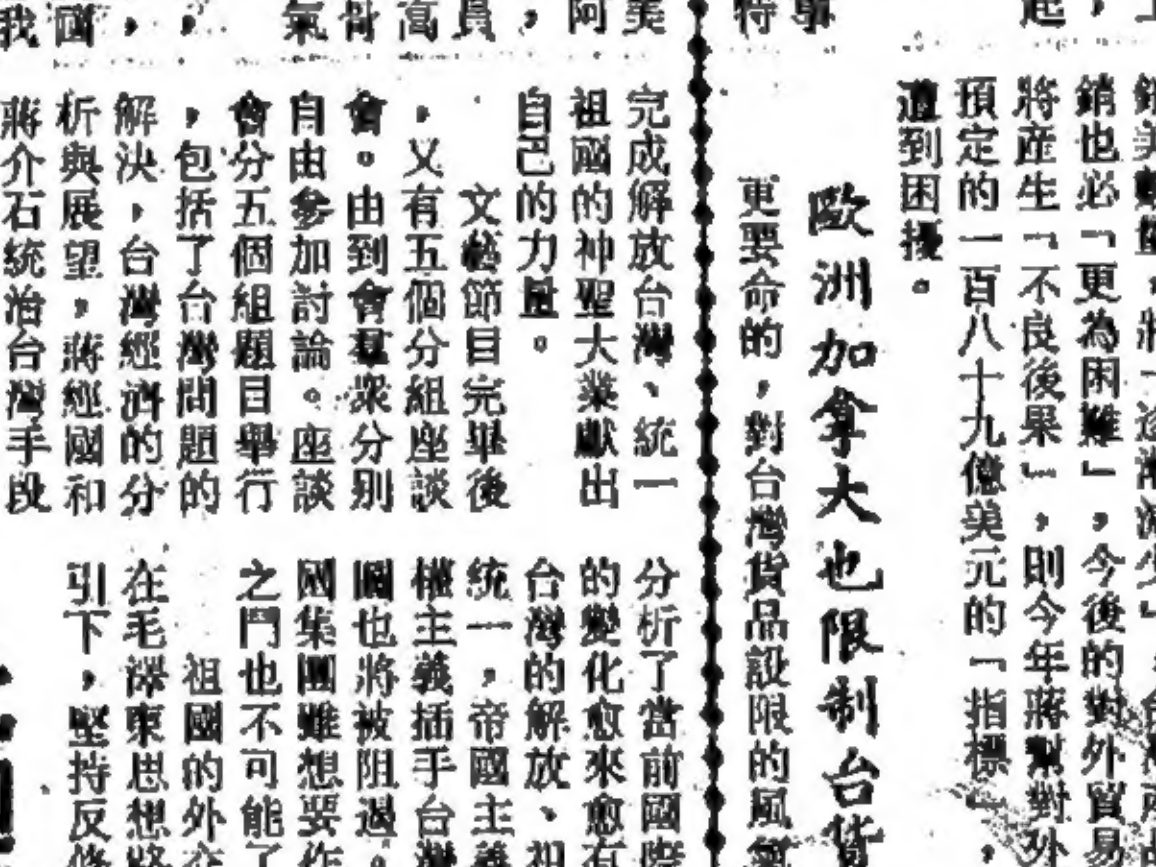 上
，
起
銷美
銷也必「更為困難」，今後的對外貿易
將產生「不良後果」，則今年蔣幫對外
預定的一百八十九億美元的「指標」，
遭到困擾。
歐洲加拿大也限制台貨
更要命的，對台灣貨品設限的風氣
特
美
阿
，
員
高
氣
，
，
國
我
完成解放台灣、統一
祖國的神聖大業獻出
自己的力量。
文藝節目完畢後
，又有五個分組座談
會。由到會羣眾分別
自由參加討論。座談
會分五個組題目舉行
，包括了台灣問題的
解決，台灣經濟的分
析與展望，蔣經國和
蔣介石統治台灣手段
分析了當前國際
的變化愈來愈有
台灣的解放、祖
統一，帝國主義
權主義插手台灣
圖也將被阻遏。
國集團雖想要作
之門也不可能了
祖國的外交
在毛澤東思想
引下，堅持反修